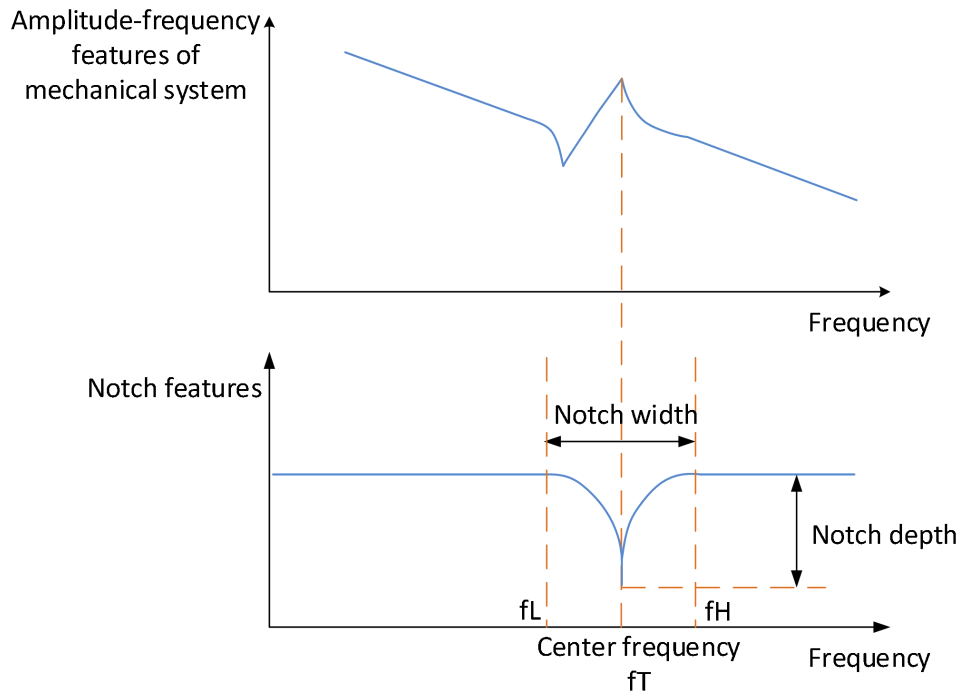 Amplitude-frequency
features of
mechanical system
Frequency
Notch features
Notch width
Notch depth
fL
fH
Center frequency
fT
Frequency